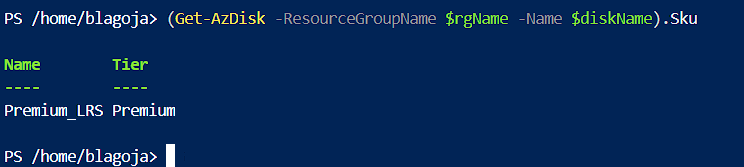 PS /home/blagoja> (Get-AzDisk -ResourceGroupName $rgName -Name $diskName).Sku
Name        Tier
----        ----
Premium_LRS Premium
PS /home/blagoja>